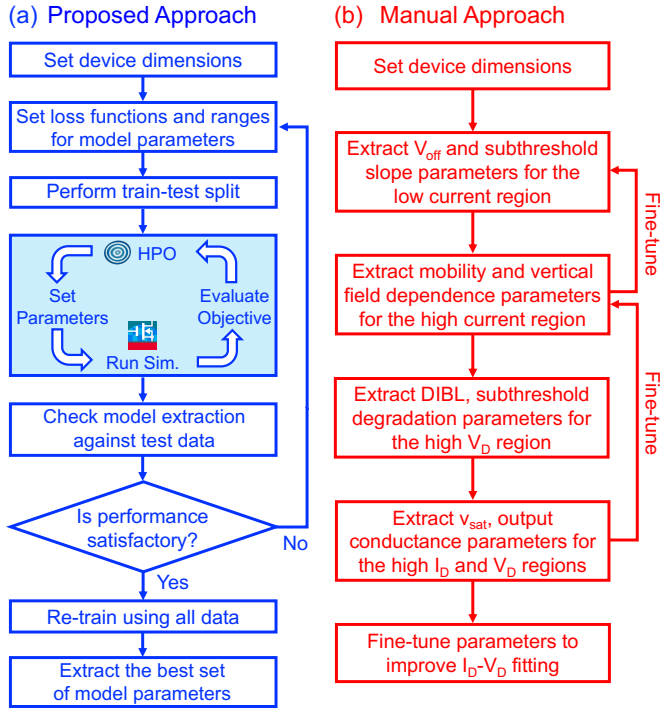 (a) Proposed Approach
Set device dimensions
Set loss functions and ranges
for model parameters
Perform train-test split
HPO
Set
Parameters
Evaluate
Objective
Run Sim.
Check model extraction
against test data
Is performance
satisfactory?
No
Yes
Re-train using all data
Extract the best set
of model parameters
(b) Manual Approach
Set device dimensions
Extract Voff and subthreshold
slope parameters for the
low current region
Fine-tune
Extract mobility and vertical
field dependence parameters
for the high current region
Fine-tune
Extract DIBL, subthreshold
degradation parameters for
the high VD region
Extract vsat, output
conductance parameters for
the high ID and VD regions
Fine-tune parameters to
improve ID-VD fitting